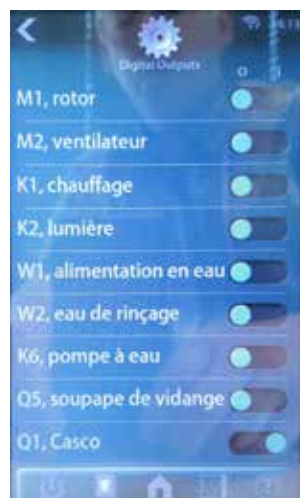 Digital Outputs
O I
M1, rotor
M2, ventilateur
K1, chauffage
K2, lumière
W1, alimentation en eau
W2, eau de rinçage
K6, pompe à eau
Q5, soupape de vidange
Q1, Casco